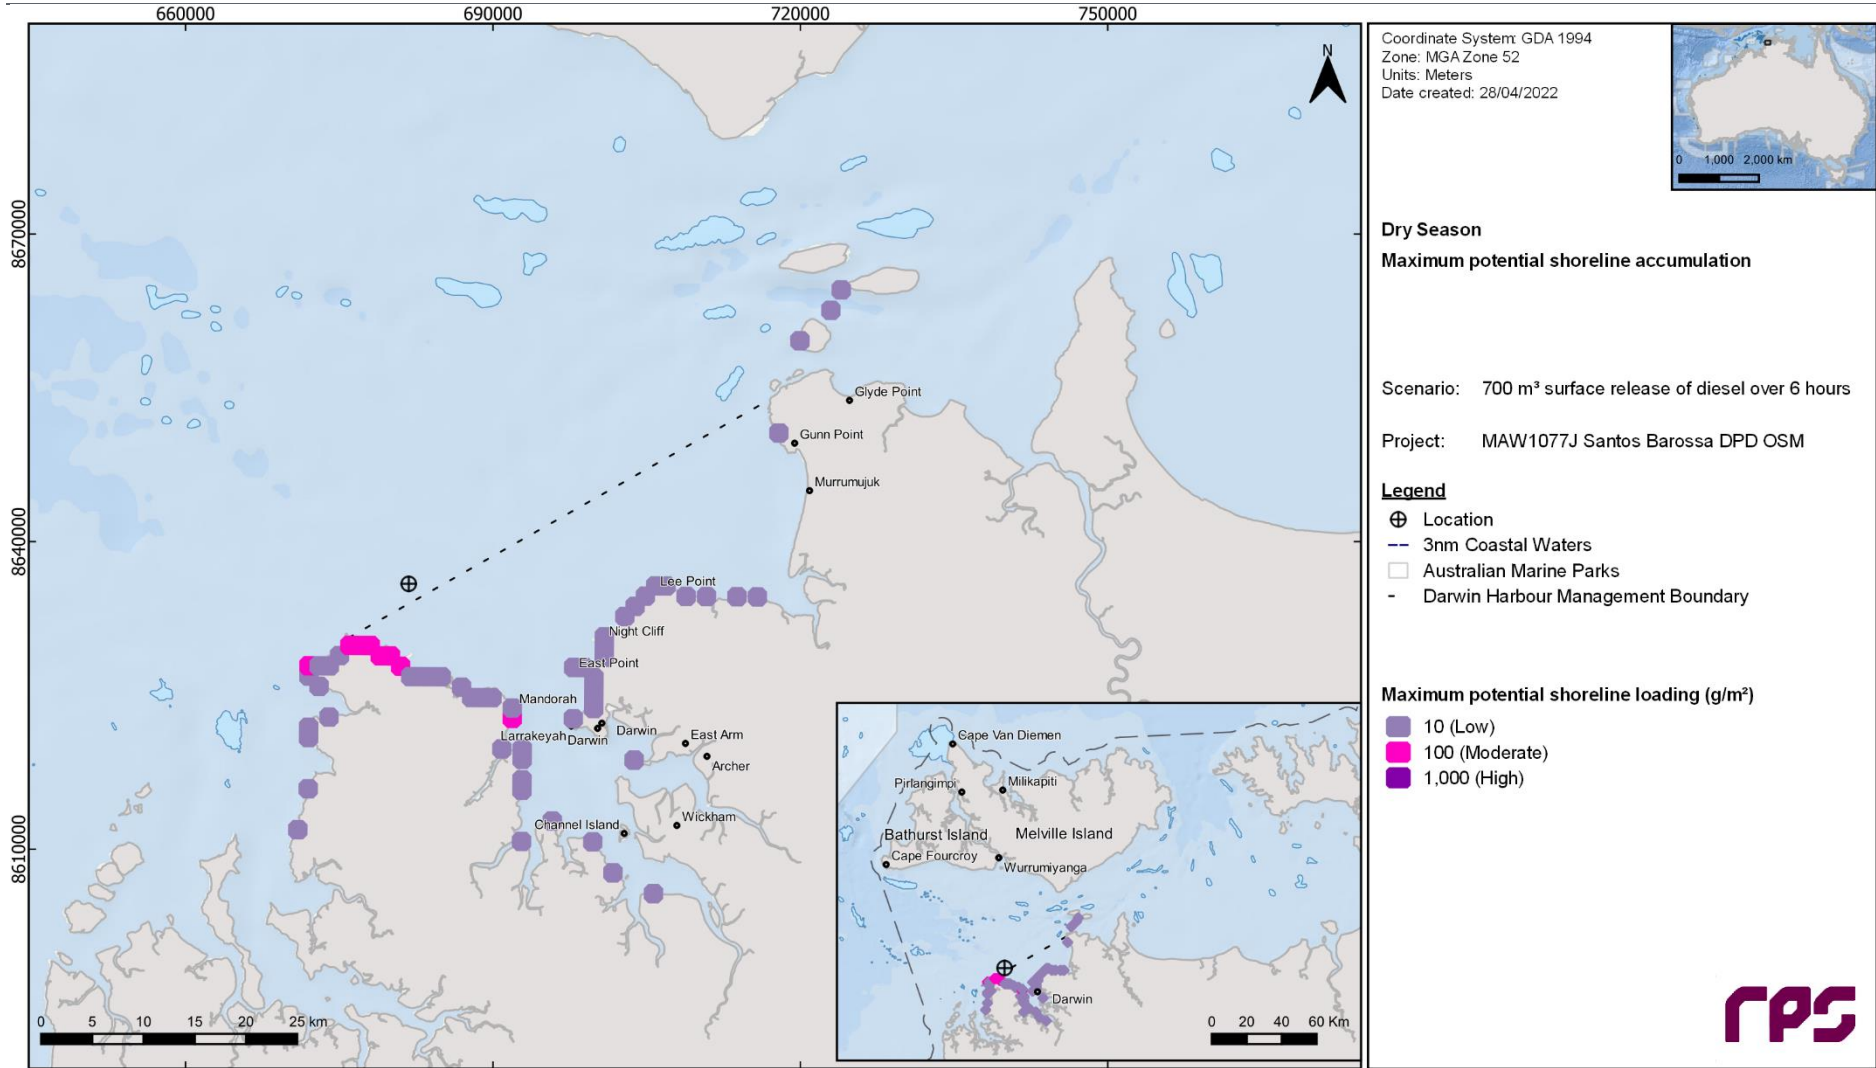 660000
690000
720000
750000
8670000
8640000
8610000
N
Glyde Point
Gunn Point
Murrumujuk
Lee Point
Night Cliff
East Point
Mandorah
Larrakeyah
Darwin
Darwin
East Arm
Archer
Wickham
Channel Island
0 5 10 15 20 25 km
Cape Van Diemen
Pirlangimpi
Milikapiti
Bathurst Island
Melville Island
Cape Fourcroy
Wurrumiyanga
Darwin
0 20 40 60 Km
Coordinate System: GDA 1994
Zone: MGA Zone 52
Units: Meters
Date created: 28/04/2022
0 1,000 2,000 km
Dry Season
Maximum potential shoreline accumulation
Scenario: 700 m³ surface release of diesel over 6 hours
Project: MAW1077J Santos Barossa DPD OSM
Legend
Location
3nm Coastal Waters
Australian Marine Parks
Darwin Harbour Management Boundary
Maximum potential shoreline loading (g/m²)
10 (Low)
100 (Moderate)
1,000 (High)
rps